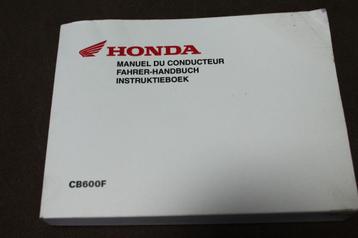 HONDA
MANUEL DU CONDUCTEUR
FAHRER-HANDBUCH
INSTRUKTIEBOEK
CB600F